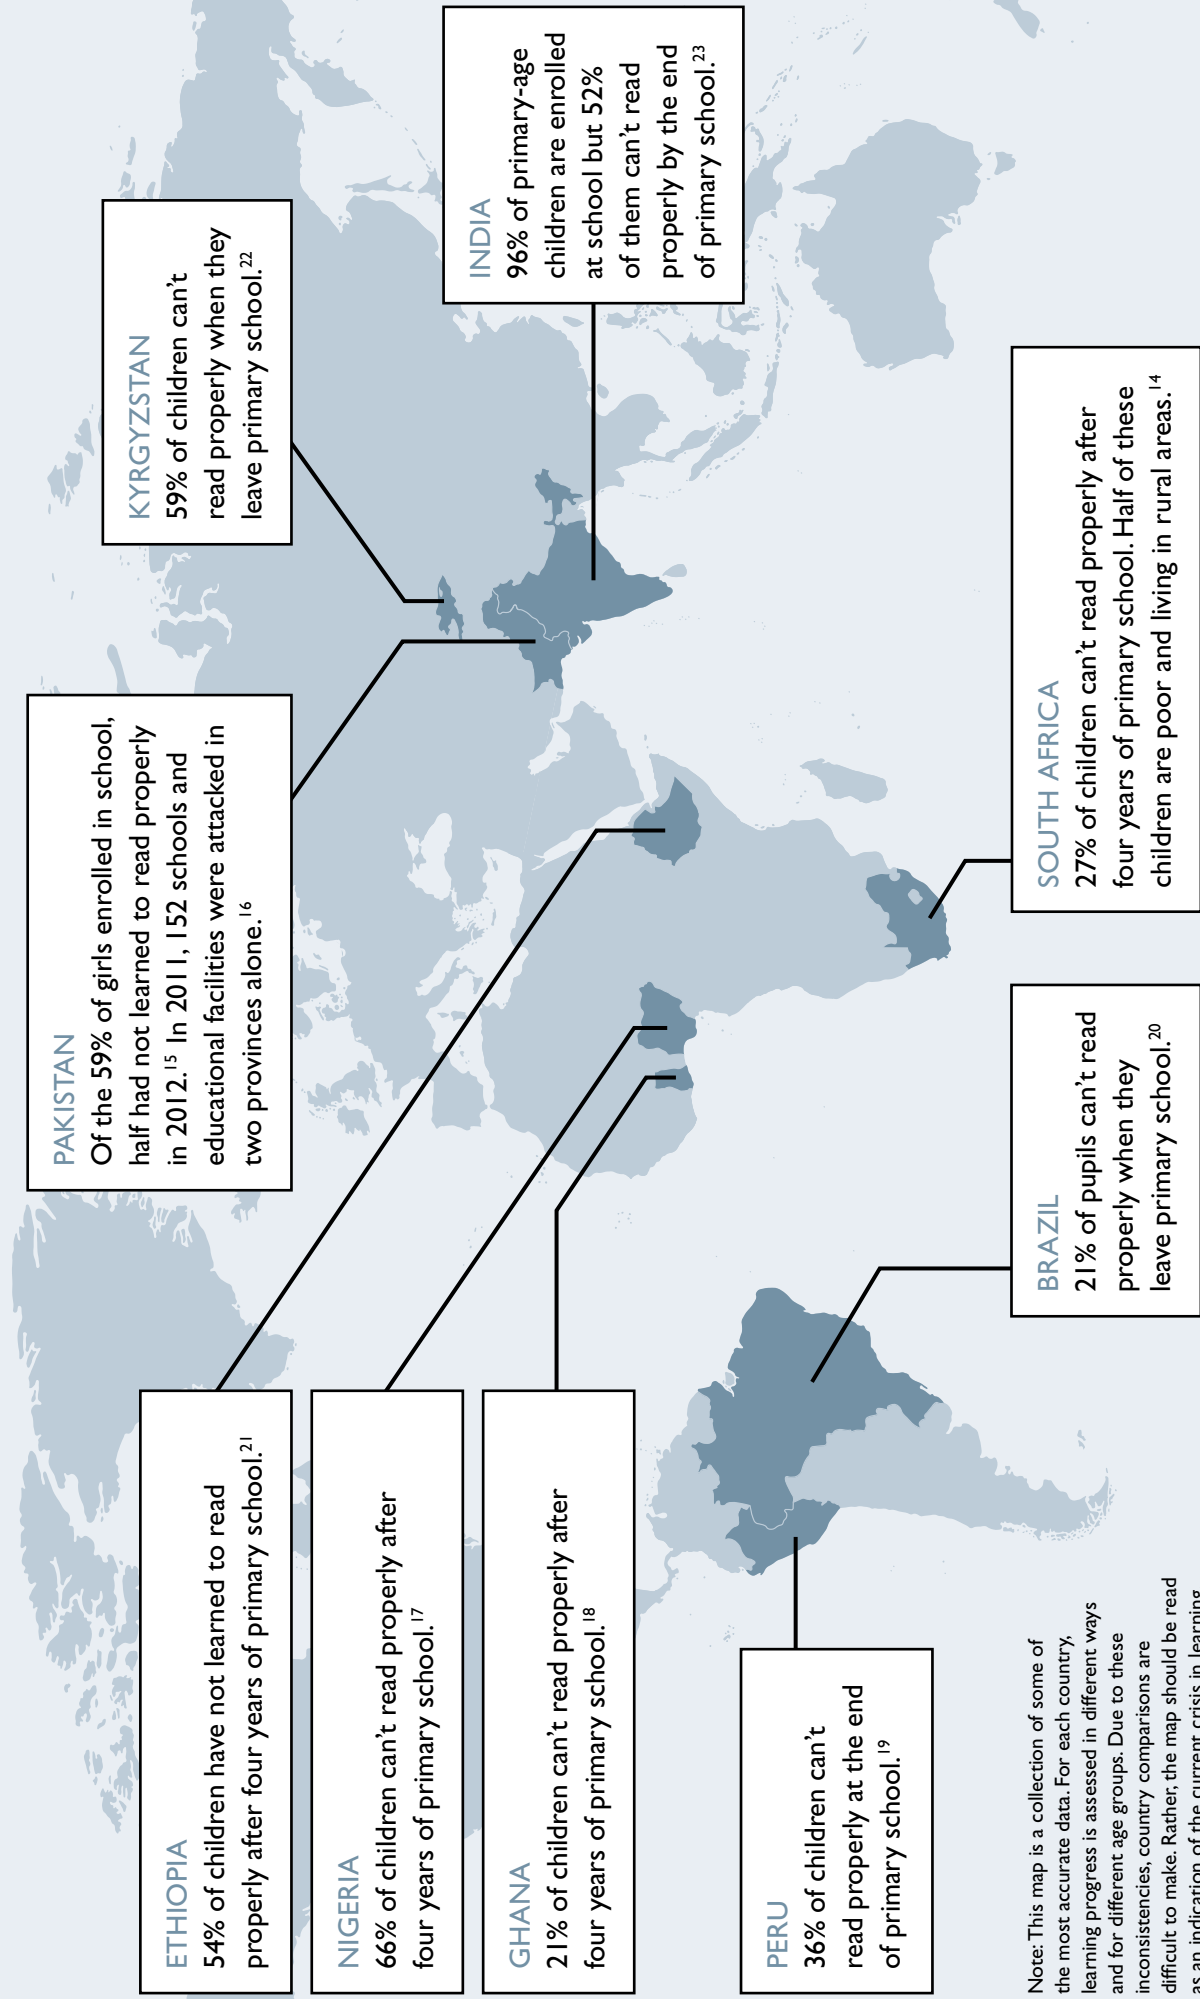 ETHIOPIA
54% of children have not learned to read
properly after four years of primary school.21
NIGERIA
66% of children can't read properly after
four years of primary school.17
GHANA
21% of children can't read properly after
four years of primary school.18
PERU
36% of children can't
read properly at the end
of primary school.19
Note: This map is a collection of some of
the most accurate data. For each country,
learning progress is assessed in different ways
and for different age groups. Due to these
inconsistencies, country comparisons are
difficult to make. Rather, the map should be read
as an indication of the current crisis in learning
PAKISTAN
Of the 59% of girls enrolled in school,
half had not learned to read properly
in 2012.15 In 2011, 152 schools and
educational facilities were attacked in
two provinces alone.16
BRAZIL
21% of pupils can't read
properly when they
leave primary school.20
KYRGYZSTAN
59% of children can't
read properly when they
leave primary school.22
INDIA
96% of primary-age
children are enrolled
at school but 52%
of them can't read
properly by the end
of primary school.23
SOUTH AFRICA
27% of children can't read properly after
four years of primary school. Half of these
children are poor and living in rural areas.14